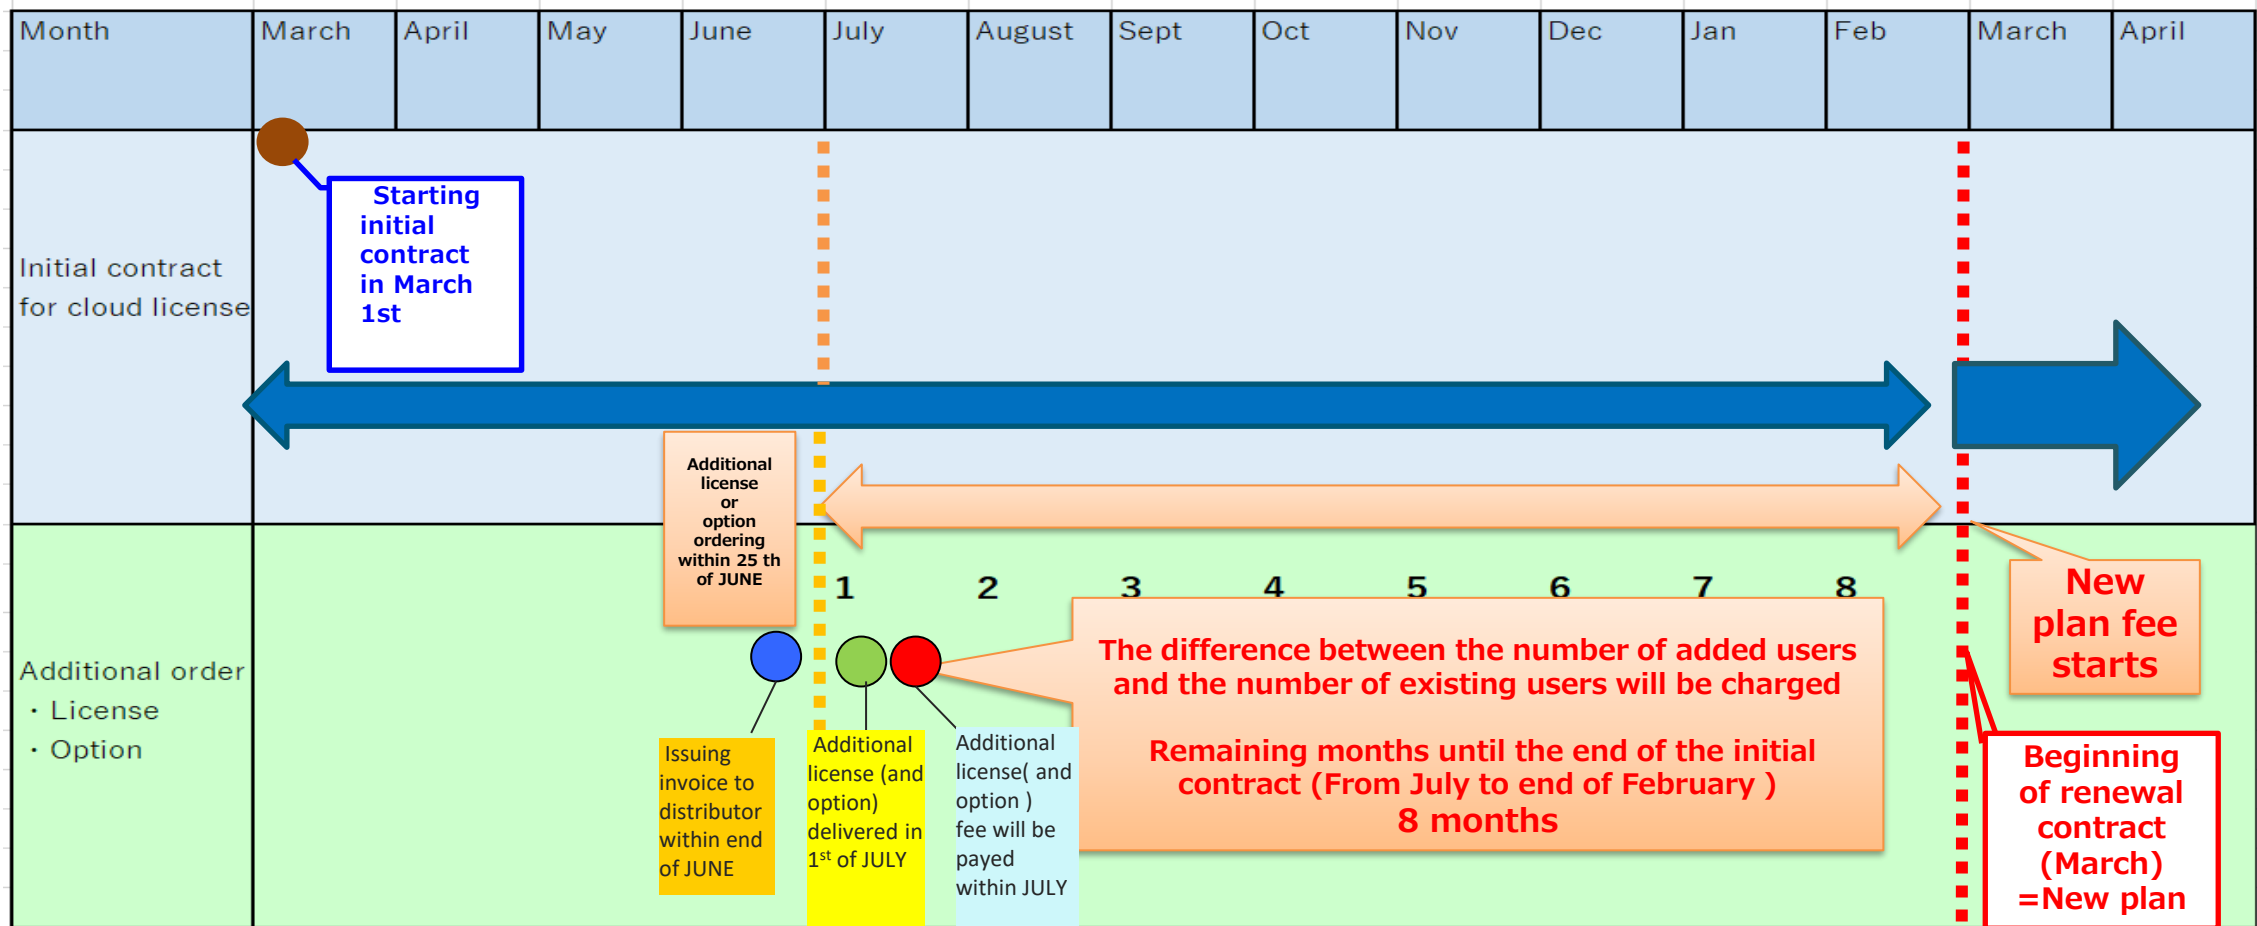 Month
March
April
May
June
July
August
Sept
Oct
Nov
Dec
Jan
Feb
March
April
Initial contract
for cloud license
Starting
initial
contract
in March
1st
Additional
license
or
option
ordering
within 25 th
of JUNE
Additional order
・License
・Option
1
2
3
4
5
6
7
8
New
plan fee
starts
The difference between the number of added users
and the number of existing users will be charged
Remaining months until the end of the initial
contract (From July to end of February )
8 months
Issuing
invoice to
distributor
within end
of JUNE
Additional
license (and
option)
delivered in
1st of JULY
Additional
license( and
option )
fee will be
payed
within JULY
Beginning
of renewal
contract
(March)
=New plan